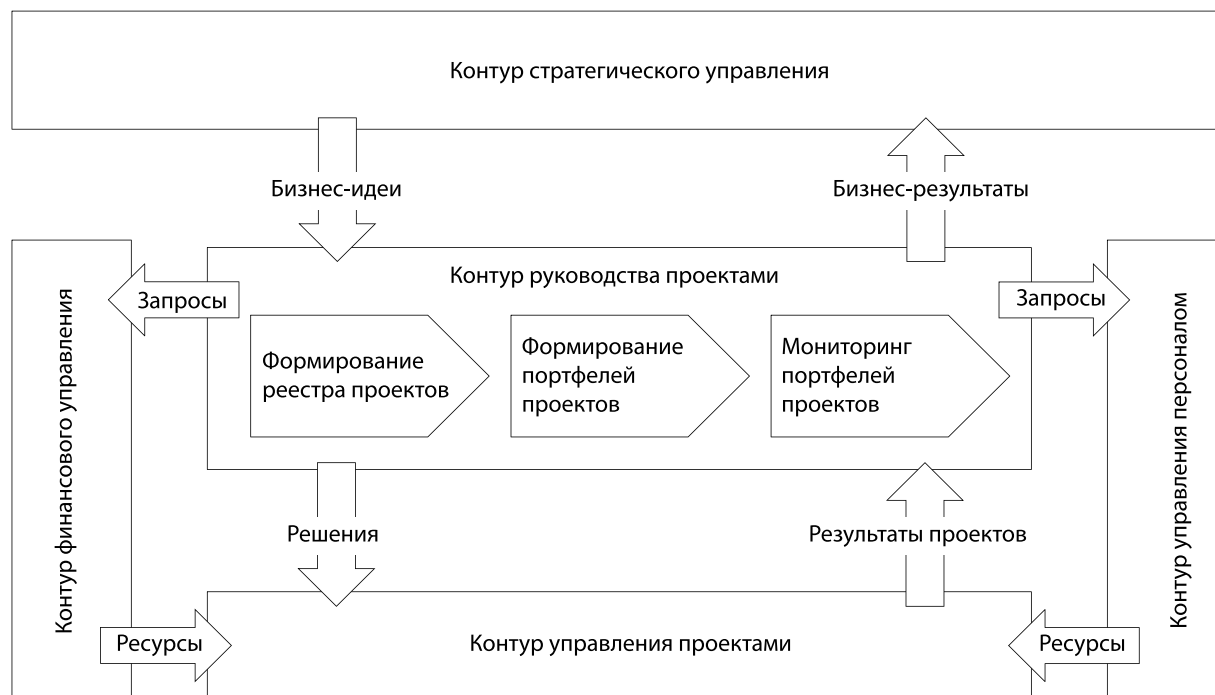 Контур стратегического управления
Бизнес-идеи
Бизнес-результаты
Контур руководства проектами
Запросы
Запросы
Формирование
реестра проектов
Формирование
портфелей
проектов
Мониторинг
портфелей
проектов
Контур финансового управления
Контур управления персоналом
Решения
Результаты проектов
Ресурсы
Контур управления проектами
Ресурсы